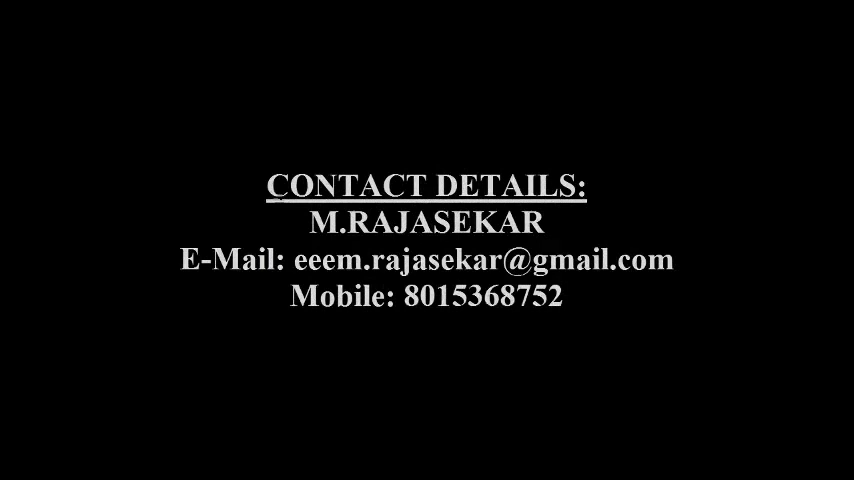 CONTACT DETAILS:
M.RAJASEKAR
E-Mail: eeem.rajasekar@gmail.com
Mobile: 8015368752